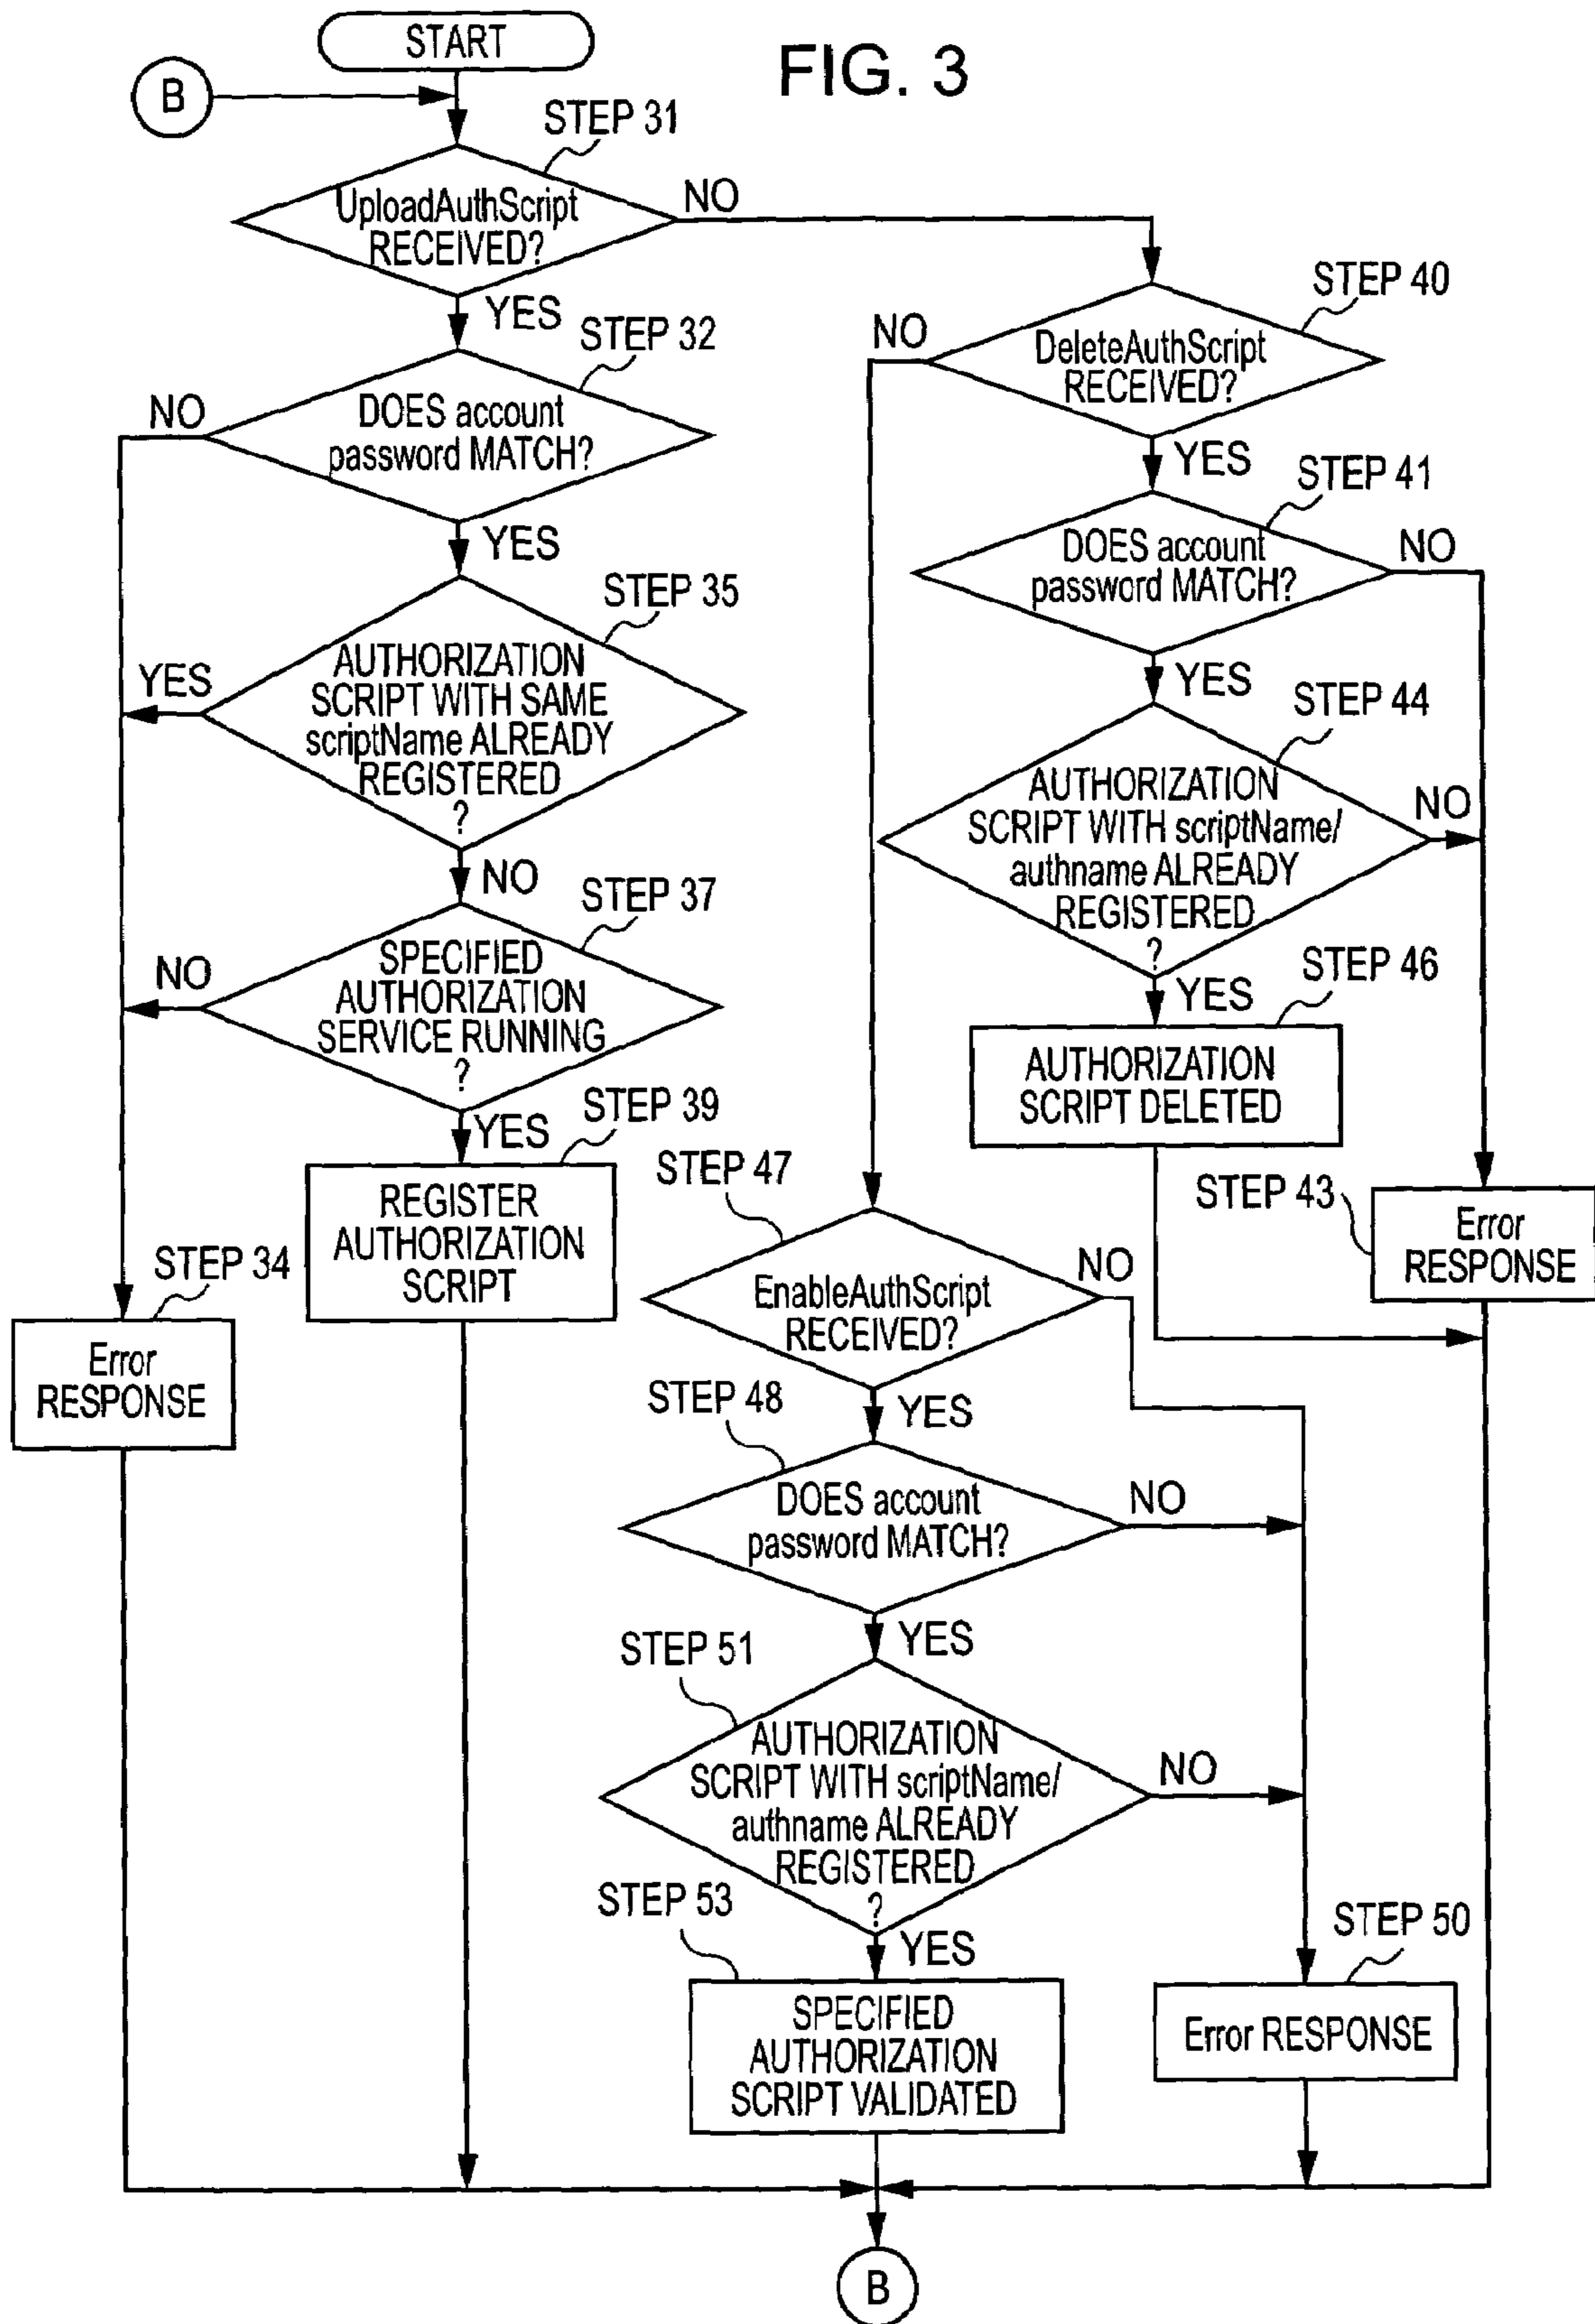 START
FIG. 3
B
STEP 31
UploadAuthScript
RECEIVED?
NO
YES
STEP 32
DOES account
password MATCH?
NO
YES
STEP 35
AUTHORIZATION
SCRIPT WITH SAME
scriptName ALREADY
REGISTERED
?
YES
NO
STEP 37
SPECIFIED
AUTHORIZATION
SERVICE RUNNING
?
NO
YES
STEP 39
REGISTER
AUTHORIZATION
SCRIPT
STEP 34
Error
RESPONSE
STEP 40
DeleteAuthScript
RECEIVED?
NO
YES
STEP 41
DOES account
password MATCH?
NO
YES
STEP 44
AUTHORIZATION
SCRIPT WITH scriptName/
authname ALREADY
REGISTERED
?
NO
YES
STEP 46
AUTHORIZATION
SCRIPT DELETED
STEP 43
Error
RESPONSE
STEP 47
EnableAuthScript
RECEIVED?
NO
YES
STEP 48
DOES account
password MATCH?
NO
YES
STEP 51
AUTHORIZATION
SCRIPT WITH scriptName/
authname ALREADY
REGISTERED
?
NO
YES
STEP 53
SPECIFIED
AUTHORIZATION
SCRIPT VALIDATED
STEP 50
Error RESPONSE
B